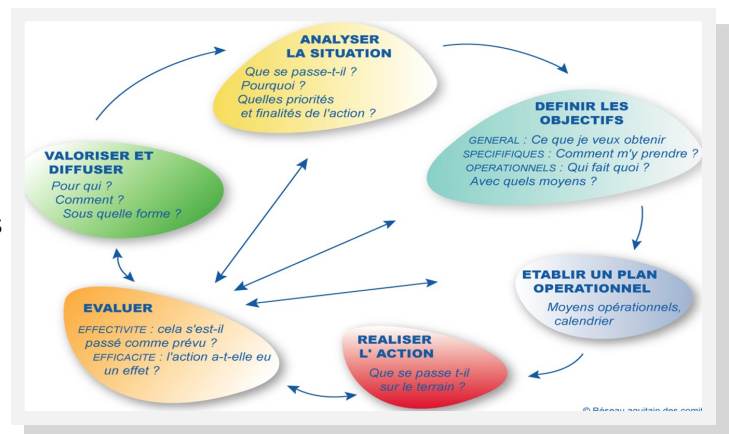 ANALYSER
LA SITUATION
Que se passe-t-il ?
Pourquoi ?
Quelles priorités
et finalités de l'action ?
DEFINIR LES
OBJECTIFS
GENERAL : Ce que je veux obtenir
SPECIFIFIQUES : Comment m'y prendre ?
OPERATIONNELS : Qui fait quoi ?
Avec quels moyens ?
ETABLIR UN PLAN
OPERATIONNEL
Moyens opérationnels,
calendrier
REALISER
L' ACTION
Que se passe t-il
sur le terrain ?
EVALUER
EFFECTIVITE : cela s'est-il
passé comme prévu ?
EFFICACITE : l'action a-t-elle eu
un effet ?
VALORISER ET
DIFFUSER
Pour qui ?
Comment ?
Sous quelle forme ?
s
© Réseau aquitain des comit